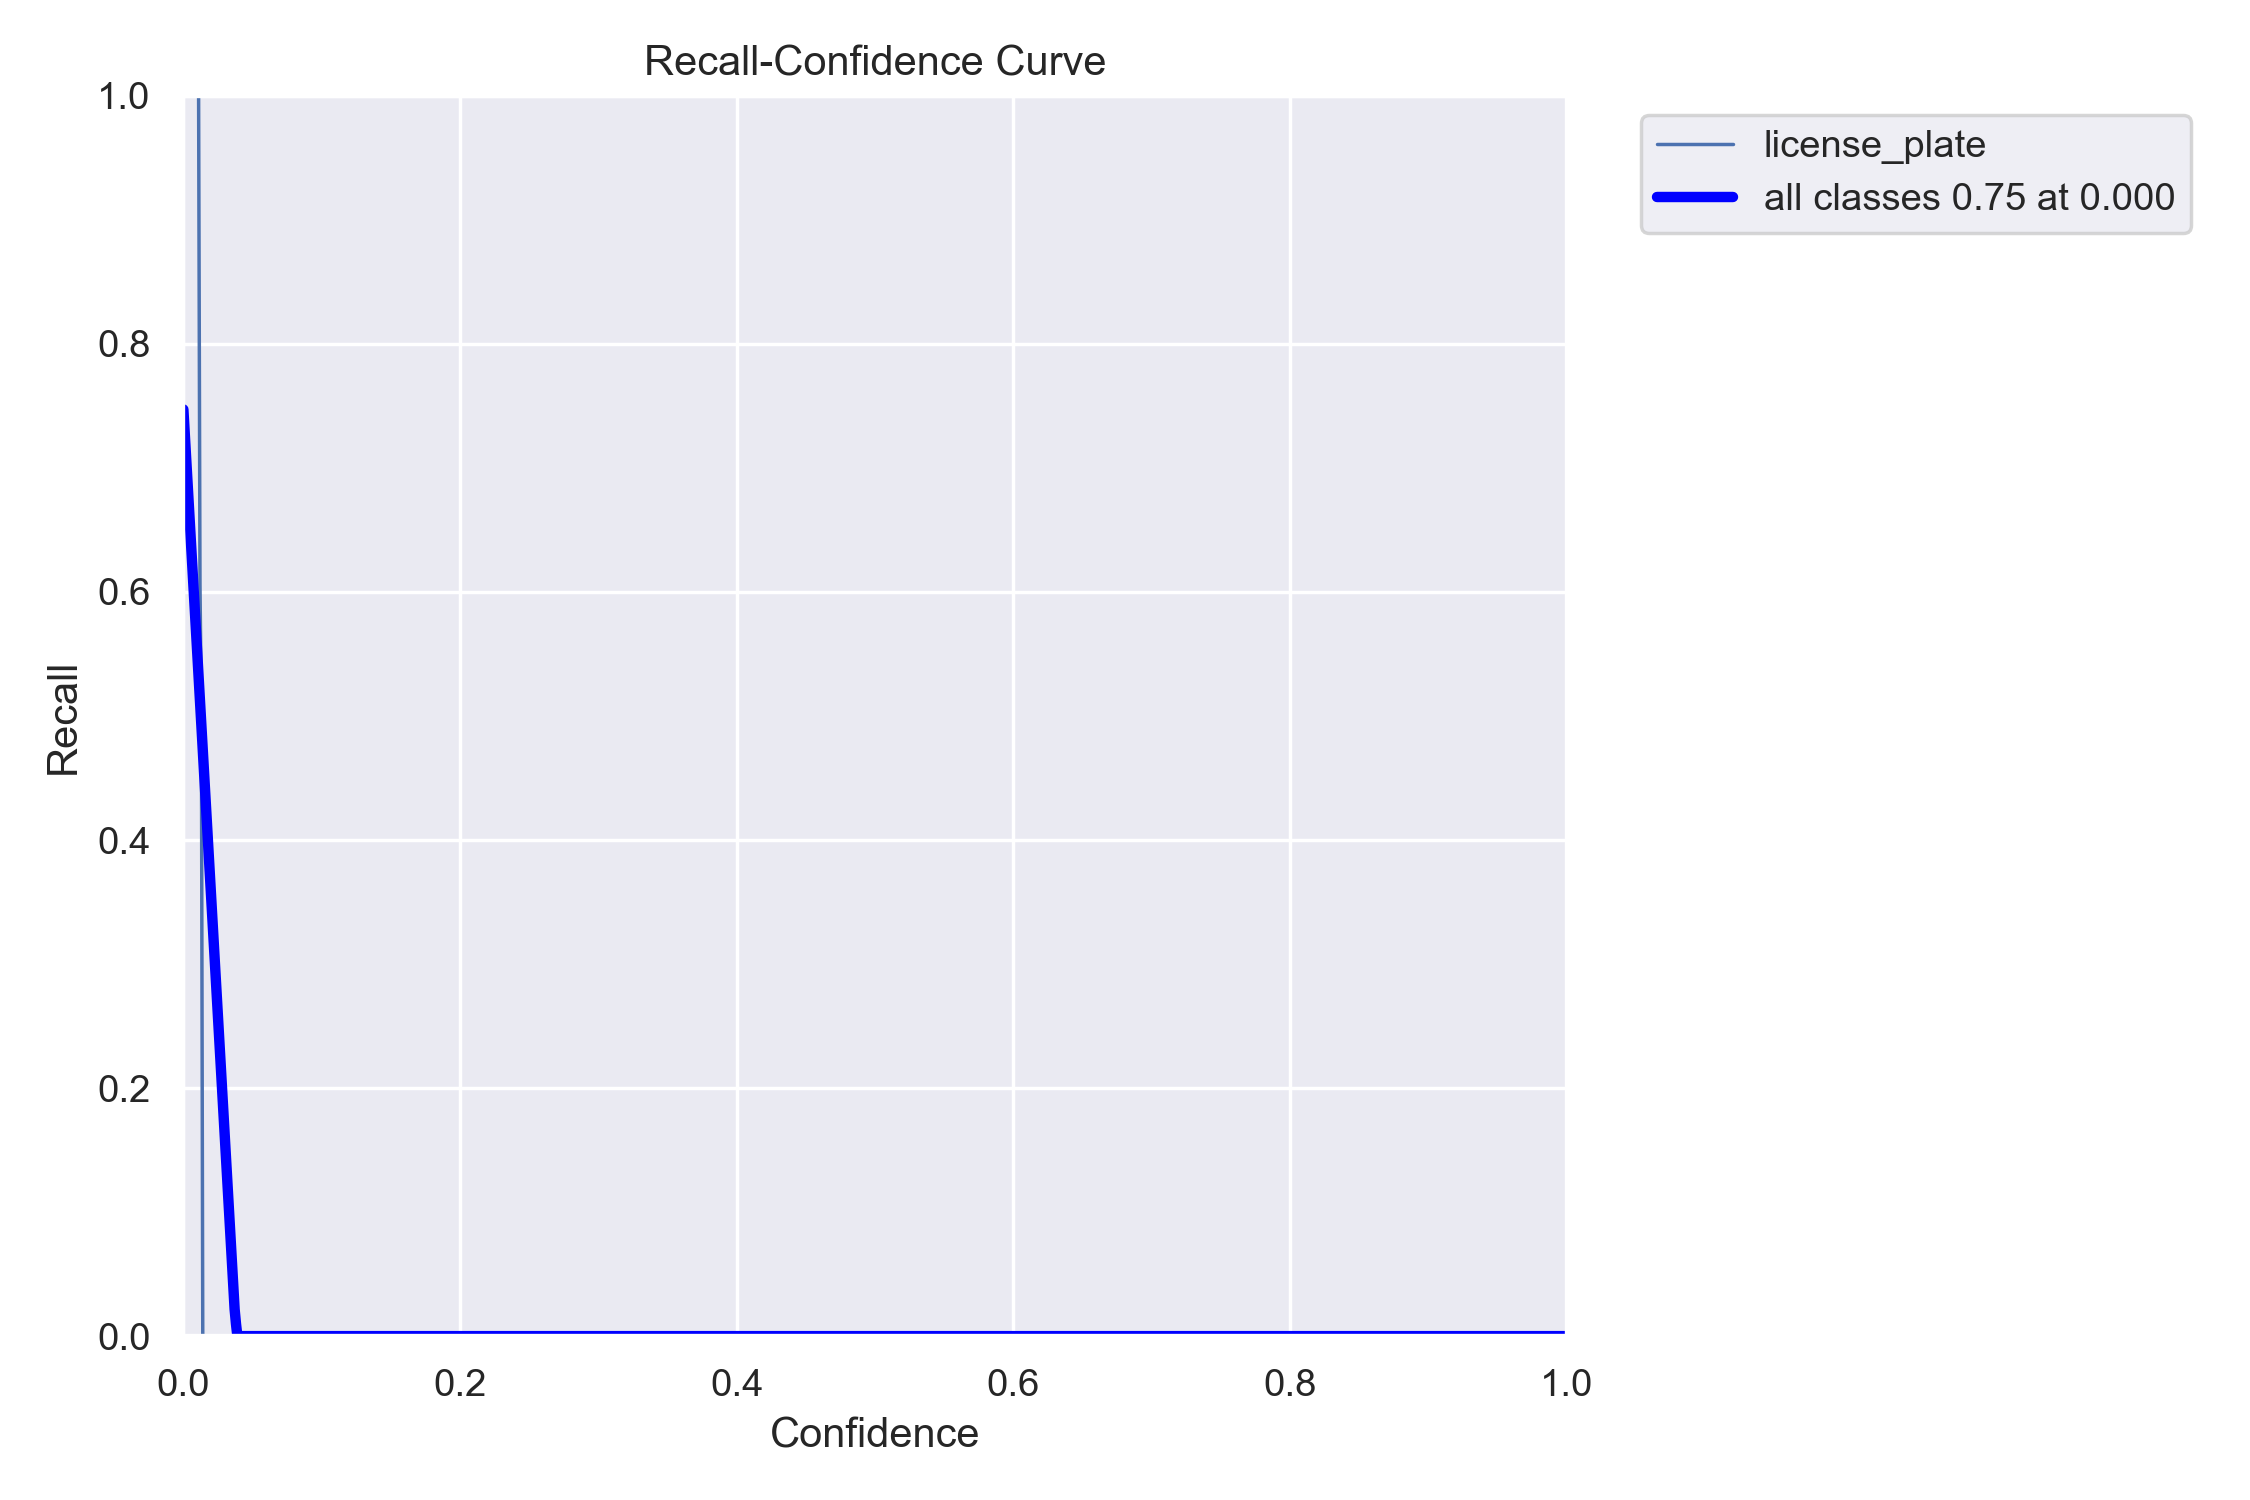 Recall-Confidence Curve
license_plate
all classes 0.75 at 0.000
1.0
0.8
0.6
0.4
0.2
0.0
Recall
0.0 0.2 0.4 0.6 0.8 1.0
Confidence